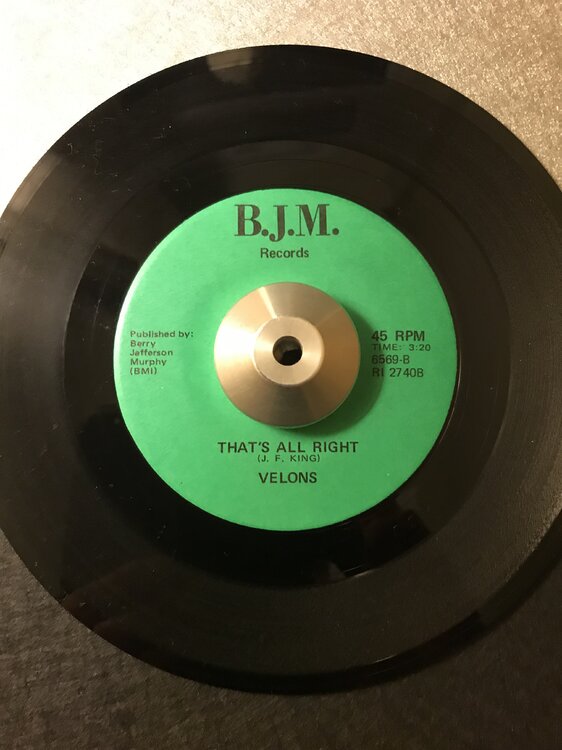 B.J.M.
Records
Published by:
Berry
Jafferson
Murphy
(BMI)
45 RPM
TIME: 3:20
6569-B
RI 2740B
THAT'S ALL RIGHT
(J. F. KING)
VELONS